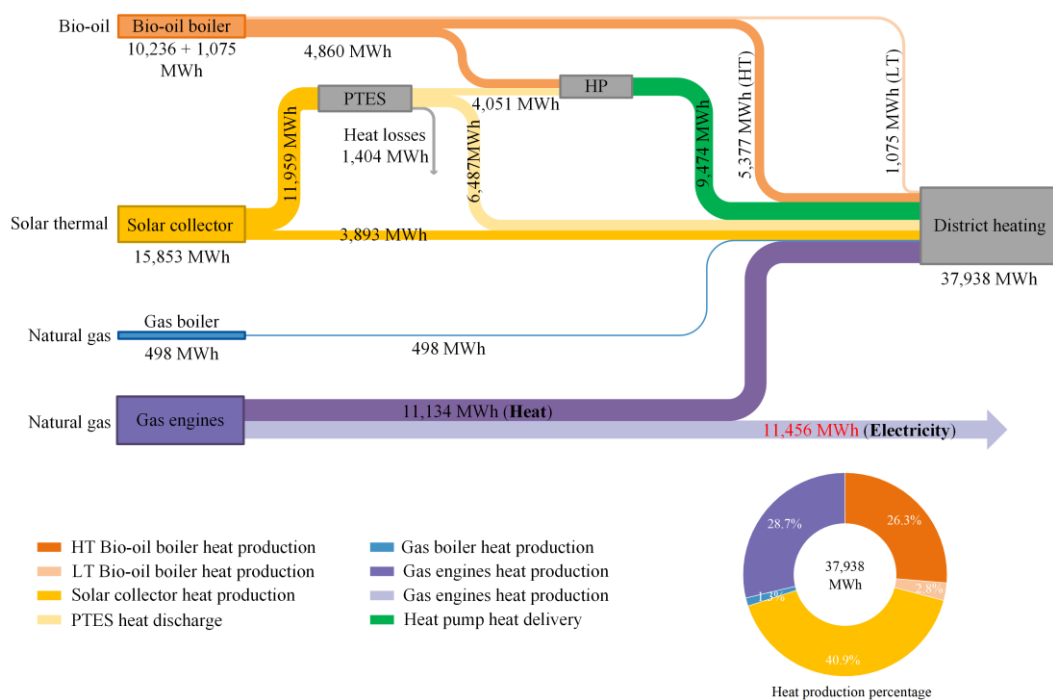 Bio-oil
Bio-oil boiler
10,236 + 1,075
MWh
4,860 MWh
PTES
HP
4,051 MWh
Heat losses
1,404 MWh
11,959 MWh
6,487MWh
9,474 MWh
5,377 MWh (HT)
1,075 MWh (LT)
Solar thermal
Solar collector
15,853 MWh
3,893 MWh
District heating
37,938 MWh
Natural gas
Gas boiler
498 MWh
498 MWh
Natural gas
Gas engines
11,134 MWh (Heat)
11,456 MWh (Electricity)
HT Bio-oil boiler heat production
LT Bio-oil boiler heat production
Solar collector heat production
PTES heat discharge
Gas boiler heat production
Gas engines heat production
Gas engines heat production
Heat pump heat delivery
28.7%
26.3%
37,938
MWh
1.3%
2.8%
40.9%
Heat production percentage